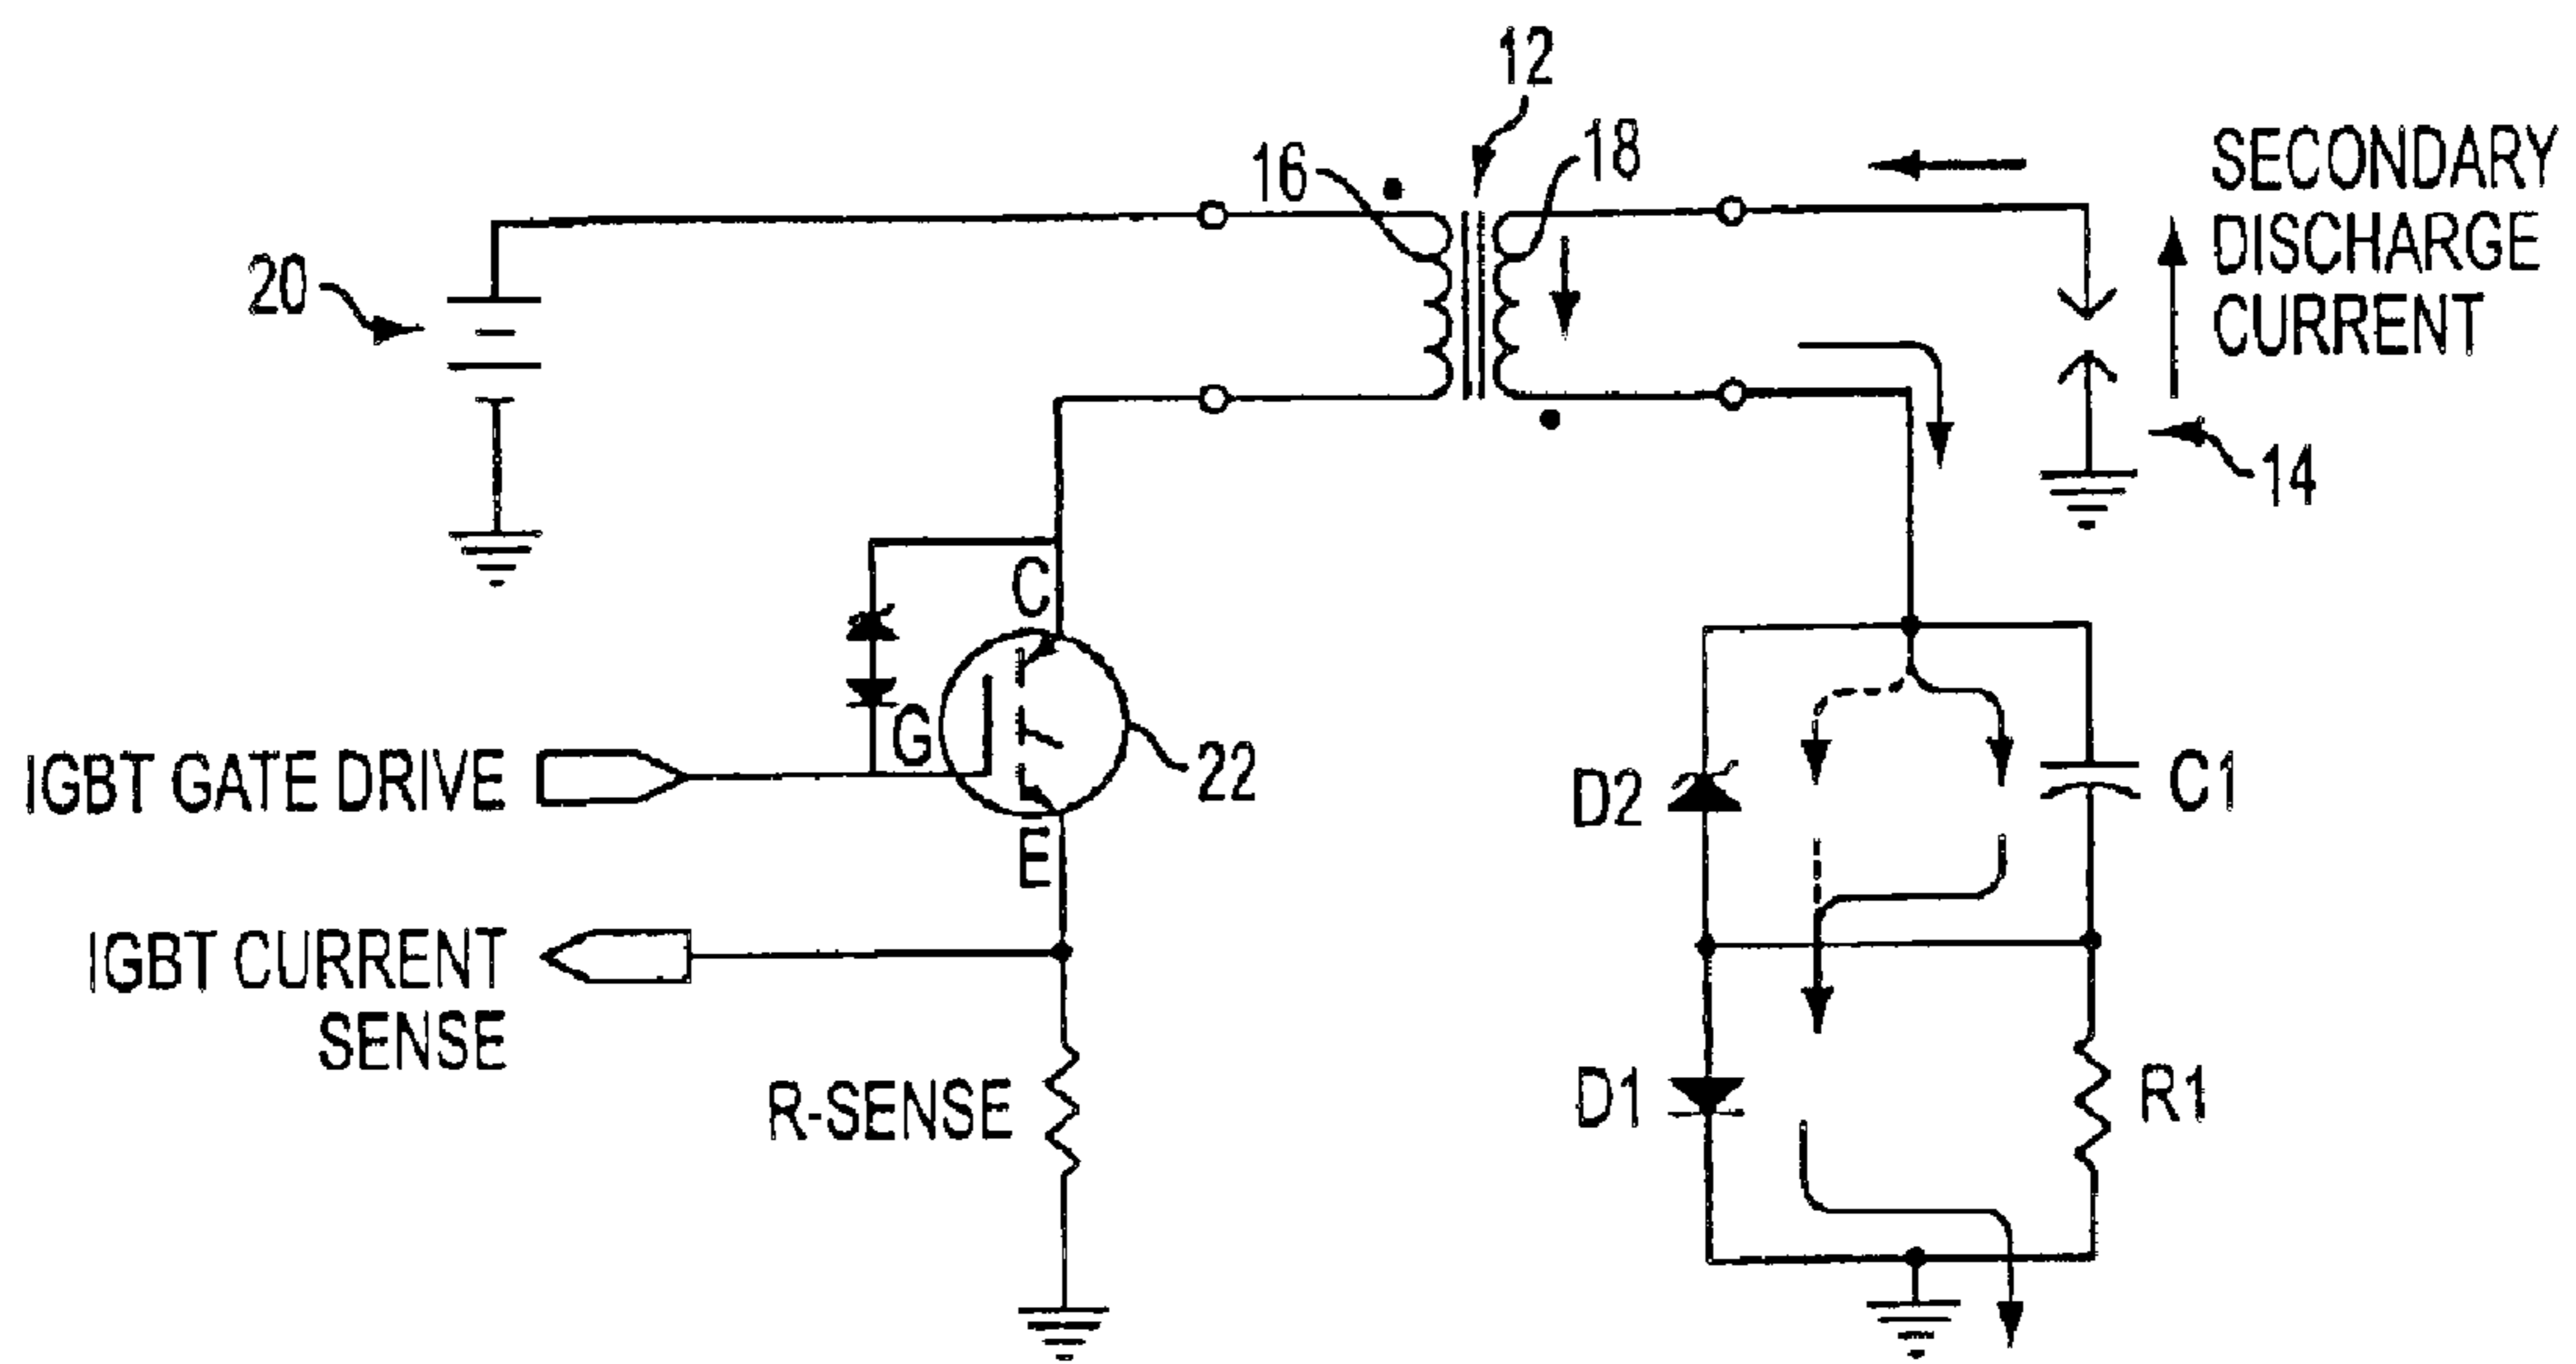 12
16
18
SECONDARY
DISCHARGE
CURRENT
20
14
C
G
22
IGBT GATE DRIVE
E
D2
C1
IGBT CURRENT
SENSE
R-SENSE
D1
R1